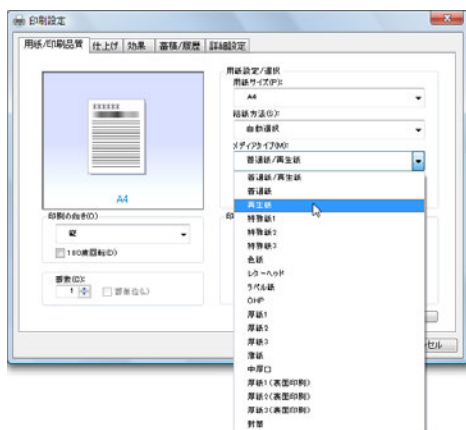 印刷設定
用紙/印刷品質 仕上げ 効果 蓄積/履歴 詳細設定
用紙設定/選択
用紙サイズ(P):
A4
給紙方法(S):
自動選択
メディアタイプ(M):
普通紙/再生紙
普通紙/再生紙
普通紙
再生紙
特殊紙1
特殊紙2
特殊紙3
色紙
レターヘッド
ラベル紙
OHP
厚紙1
厚紙2
厚紙3
薄紙
中厚口
厚紙1(裏面印刷)
厚紙2(裏面印刷)
厚紙3(裏面印刷)
封筒
A4
印刷の向き(O)
縦
180度回転(D)
部数(C):
1
部単位(L)